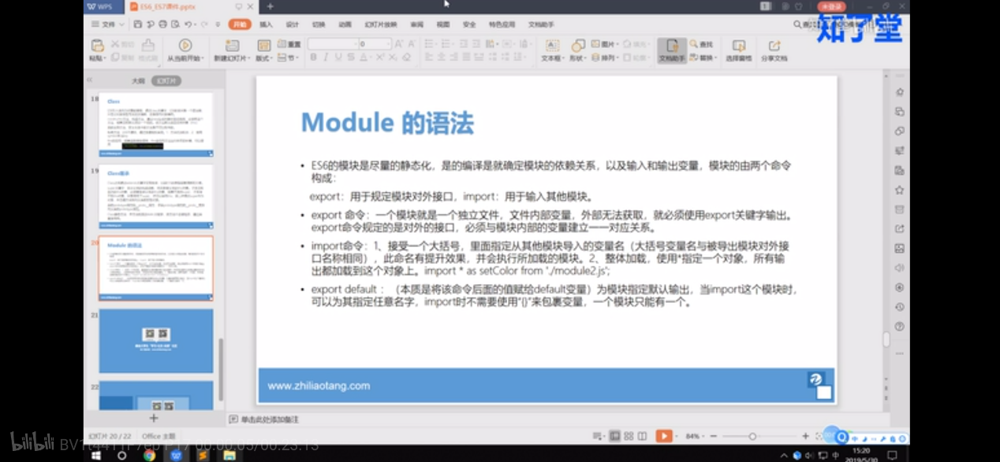 WPS
ES6_ES7课件.pptx
文件
开始
插入
设计
切换
动画
幻灯片放映
审阅
视图
安全
特色应用
文档助手
知了堂
粘贴
从当前开始
新建幻灯片
版式
重置
节
0
文本框
形状
图片
排列
文档助手
查找
替换
选择窗格
分享文档
大纲
幻灯片
18
Class
19
20
Module 的语法
21
22
Module 的语法
• ES6的模块是尽量的静态化，是的编译是就确定模块的依赖关系，以及输入和输出变量，模块的由两个命令
构成：
export：用于规定模块对外接口，import：用于输入其他模块。
• export 命令：一个模块就是一个独立文件，文件内部变量，外部无法获取，就必须使用export关键字输出。
export命令规定的是对外的接口，必须与模块内部的变量建立一一对应关系。
• import命令：1、接受一个大括号，里面指定从其他模块导入的变量名（大括号变量名与被导出模块对外接
口名称相同），此命名有提升效果，并会执行所加载的模块。2、整体加载，使用*指定一个对象，所有输
出都加载到这个对象上。import * as setColor from './module2.js';
• export default ：（本质是将该命令后面的值赋给default变量）为模块指定默认输出，当import这个模块时，
可以为其指定任意名字，import时不需要使用"{}"来包裹变量，一个模块只能有一个。
www.zhiliaotang.com
单击此处添加备注
幻灯片 20 / 22
Office 主题
84%
bilibili
15:20
2019/5/30